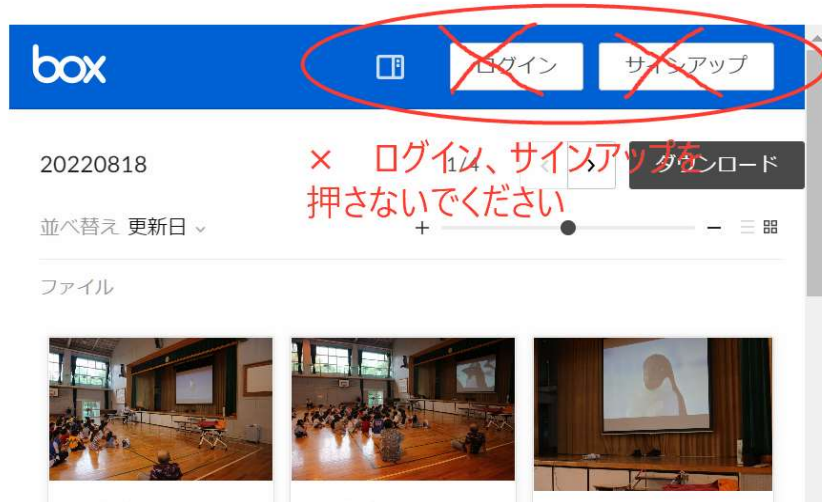 box
ログイン
サインアップ
20220818
1/4
ダウンロード
× ログイン、サインアップを
押さないでください
並べ替え 更新日
ファイル